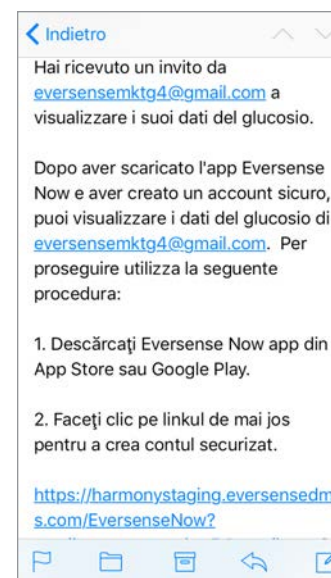 Indietro
Hai ricevuto un invito da
eversensemktg4@gmail.com a
visualizzare i suoi dati del glucosio.
Dopo aver scaricato l'app Eversense
Now e aver creato un account sicuro,
puoi visualizzare i dati del glucosio di
eversensemktg4@gmail.com. Per
proseguire utilizza la seguente
procedura:
1. Descărcaţi Eversense Now app din
App Store sau Google Play.
2. Faceţi clic pe linkul de mai jos
pentru a crea contul securizat.
https://harmonystaging.eversensedm
s.com/EversenseNow?